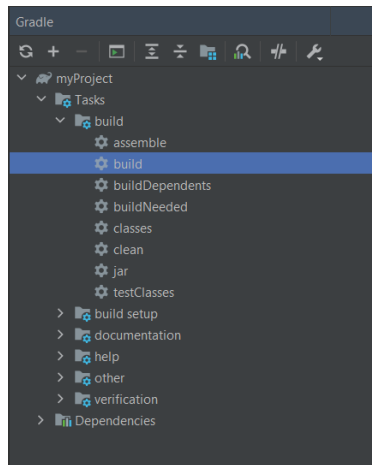 Gradle
myProject
Tasks
build
assemble
build
buildDependents
buildNeeded
classes
clean
jar
testClasses
build setup
documentation
help
other
verification
Dependencies